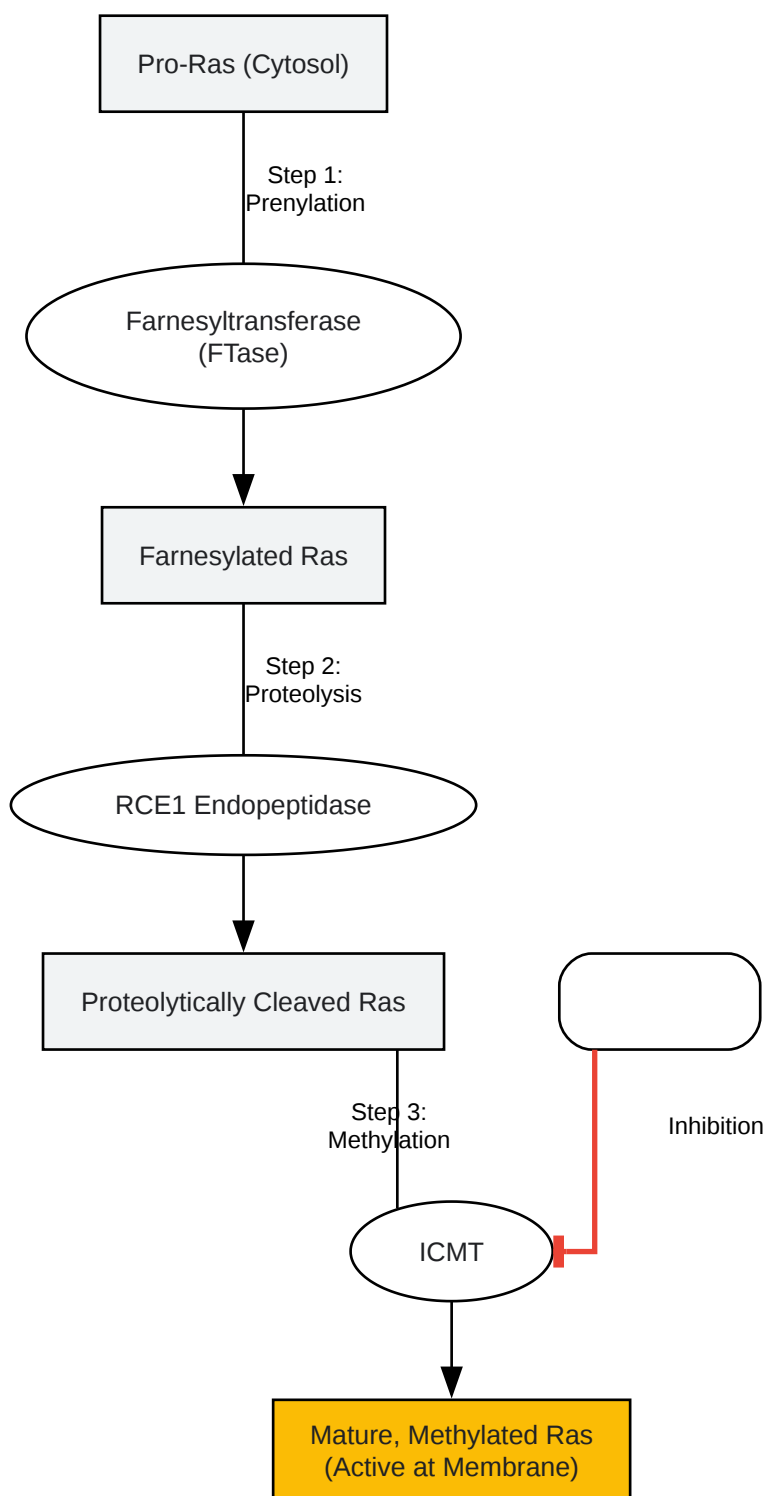 Pro-Ras (Cytosol)
Step 1:
Prenylation
Farnesyltransferase
(FTase)
Farnesylated Ras
Step 2:
Proteolysis
RCE1 Endopeptidase
Proteolytically Cleaved Ras
Step 3:
Methylation
Inhibition
ICMT
Mature, Methylated Ras
(Active at Membrane)